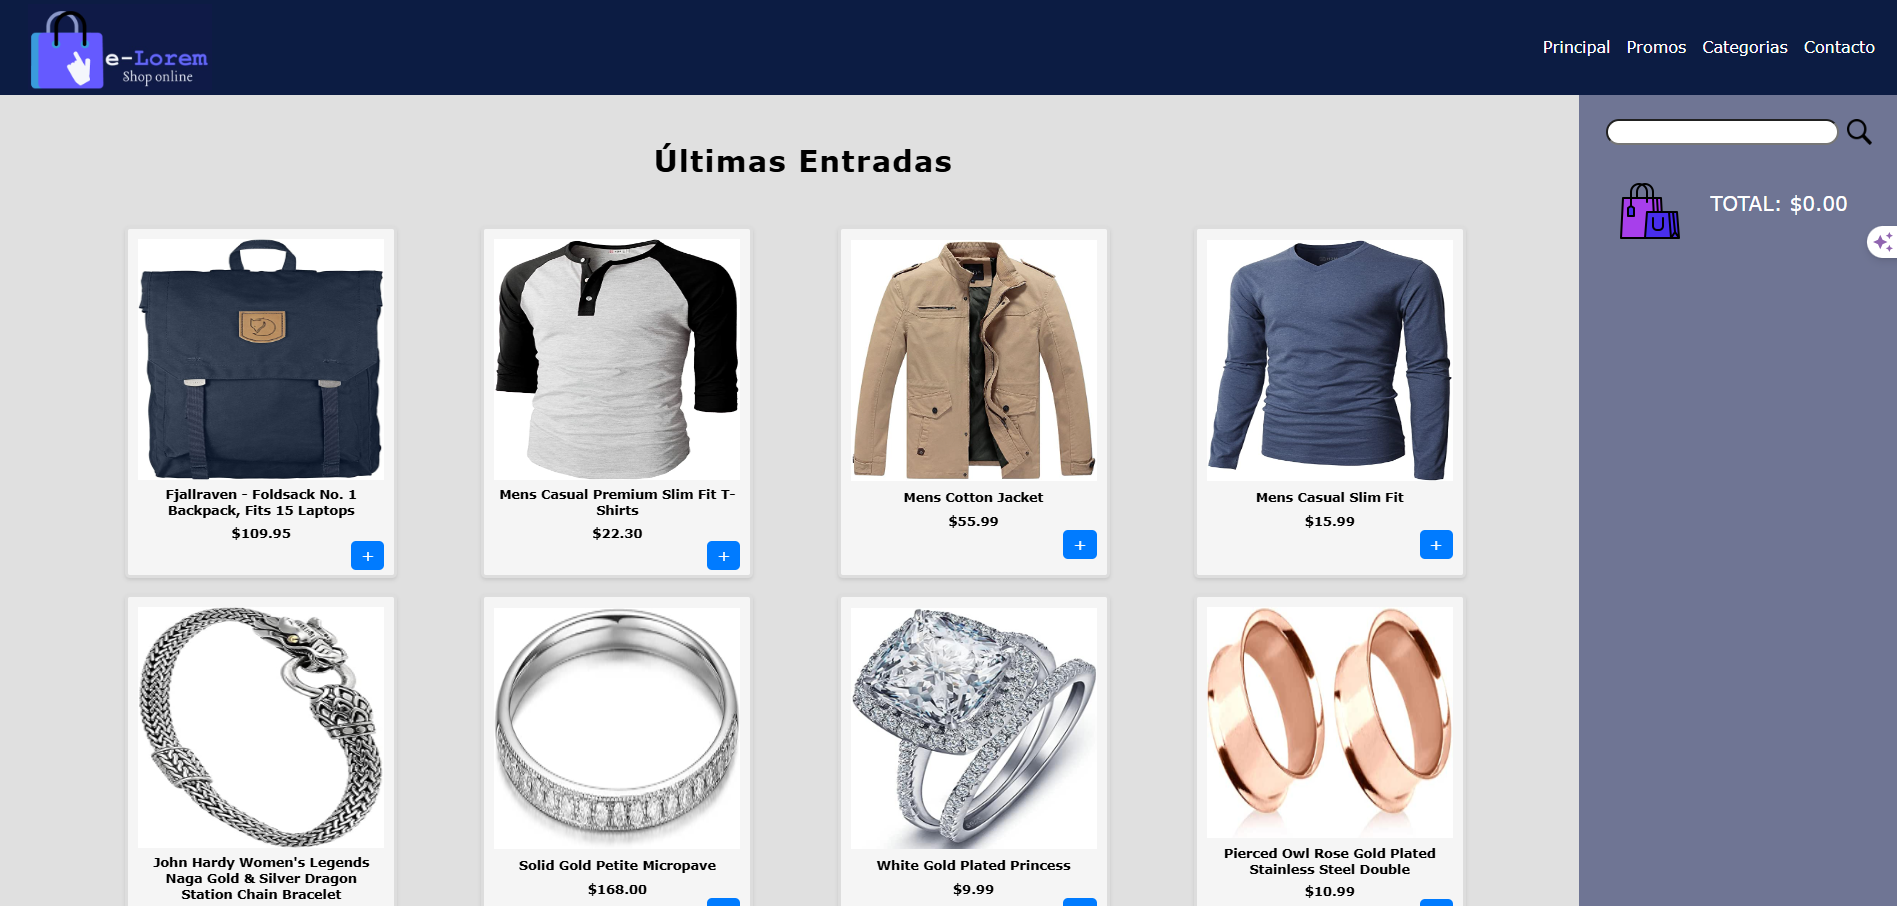 e-Lorem
Shop online
Principal Promos Categorias Contacto
Últimas Entradas
TOTAL: $0.00
Fjallraven - Foldsack No. 1
Backpack, Fits 15 Laptops
$109.95
+
Mens Casual Premium Slim Fit T-
Shirts
$22.30
+
Mens Cotton Jacket
$55.99
+
Mens Casual Slim Fit
$15.99
+
John Hardy Women's Legends
Naga Gold & Silver Dragon
Station Chain Bracelet
Solid Gold Petite Micropave
$168.00
White Gold Plated Princess
$9.99
Pierced Owl Rose Gold Plated
Stainless Steel Double
$10.99